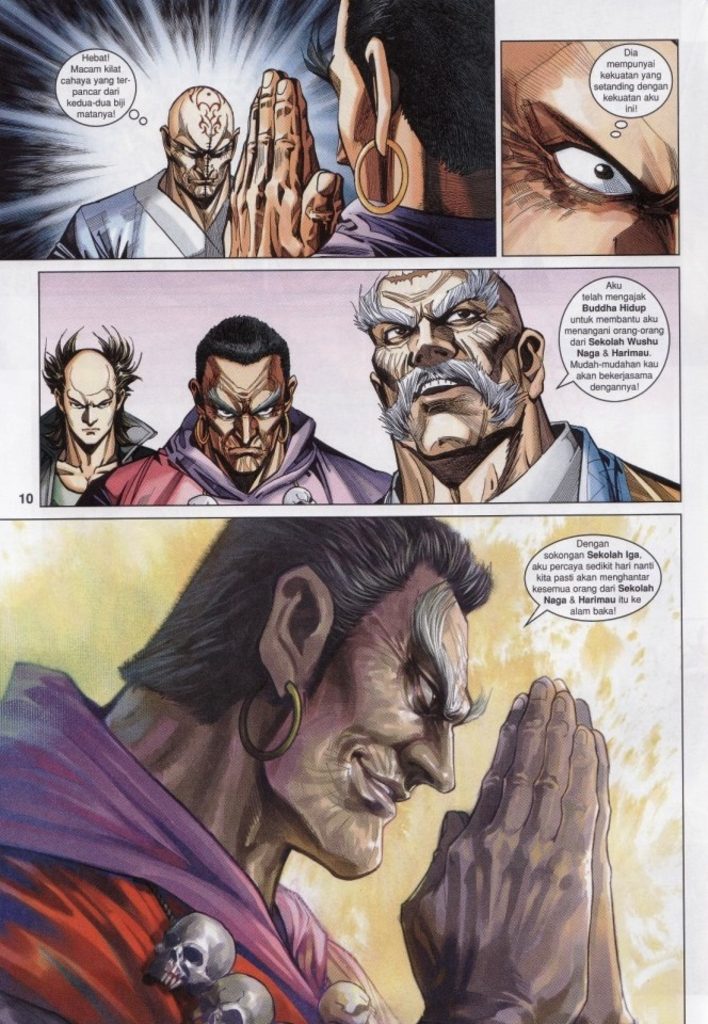 Hebat!
Macam kilat
cahaya yang ter-
pancar dari
kedua-dua biji
matanya!
Dia
mempunyai
kekuatan yang
setanding dengan
kekuatan aku
ini!
Aku
telah mengajak
Buddha Hidup
untuk membantu aku
menangani orang-orang
dari Sekolah Wushu
Naga & Harimau.
Mudah-mudahan kau
akan bekerjasama
dengannya!
10
Dengan
sokongan Sekolah Iga,
aku percaya sedikit hari nanti
kita pasti akan menghantar
kesemua orang dari Sekolah
Naga & Harimau itu ke
alam baka!